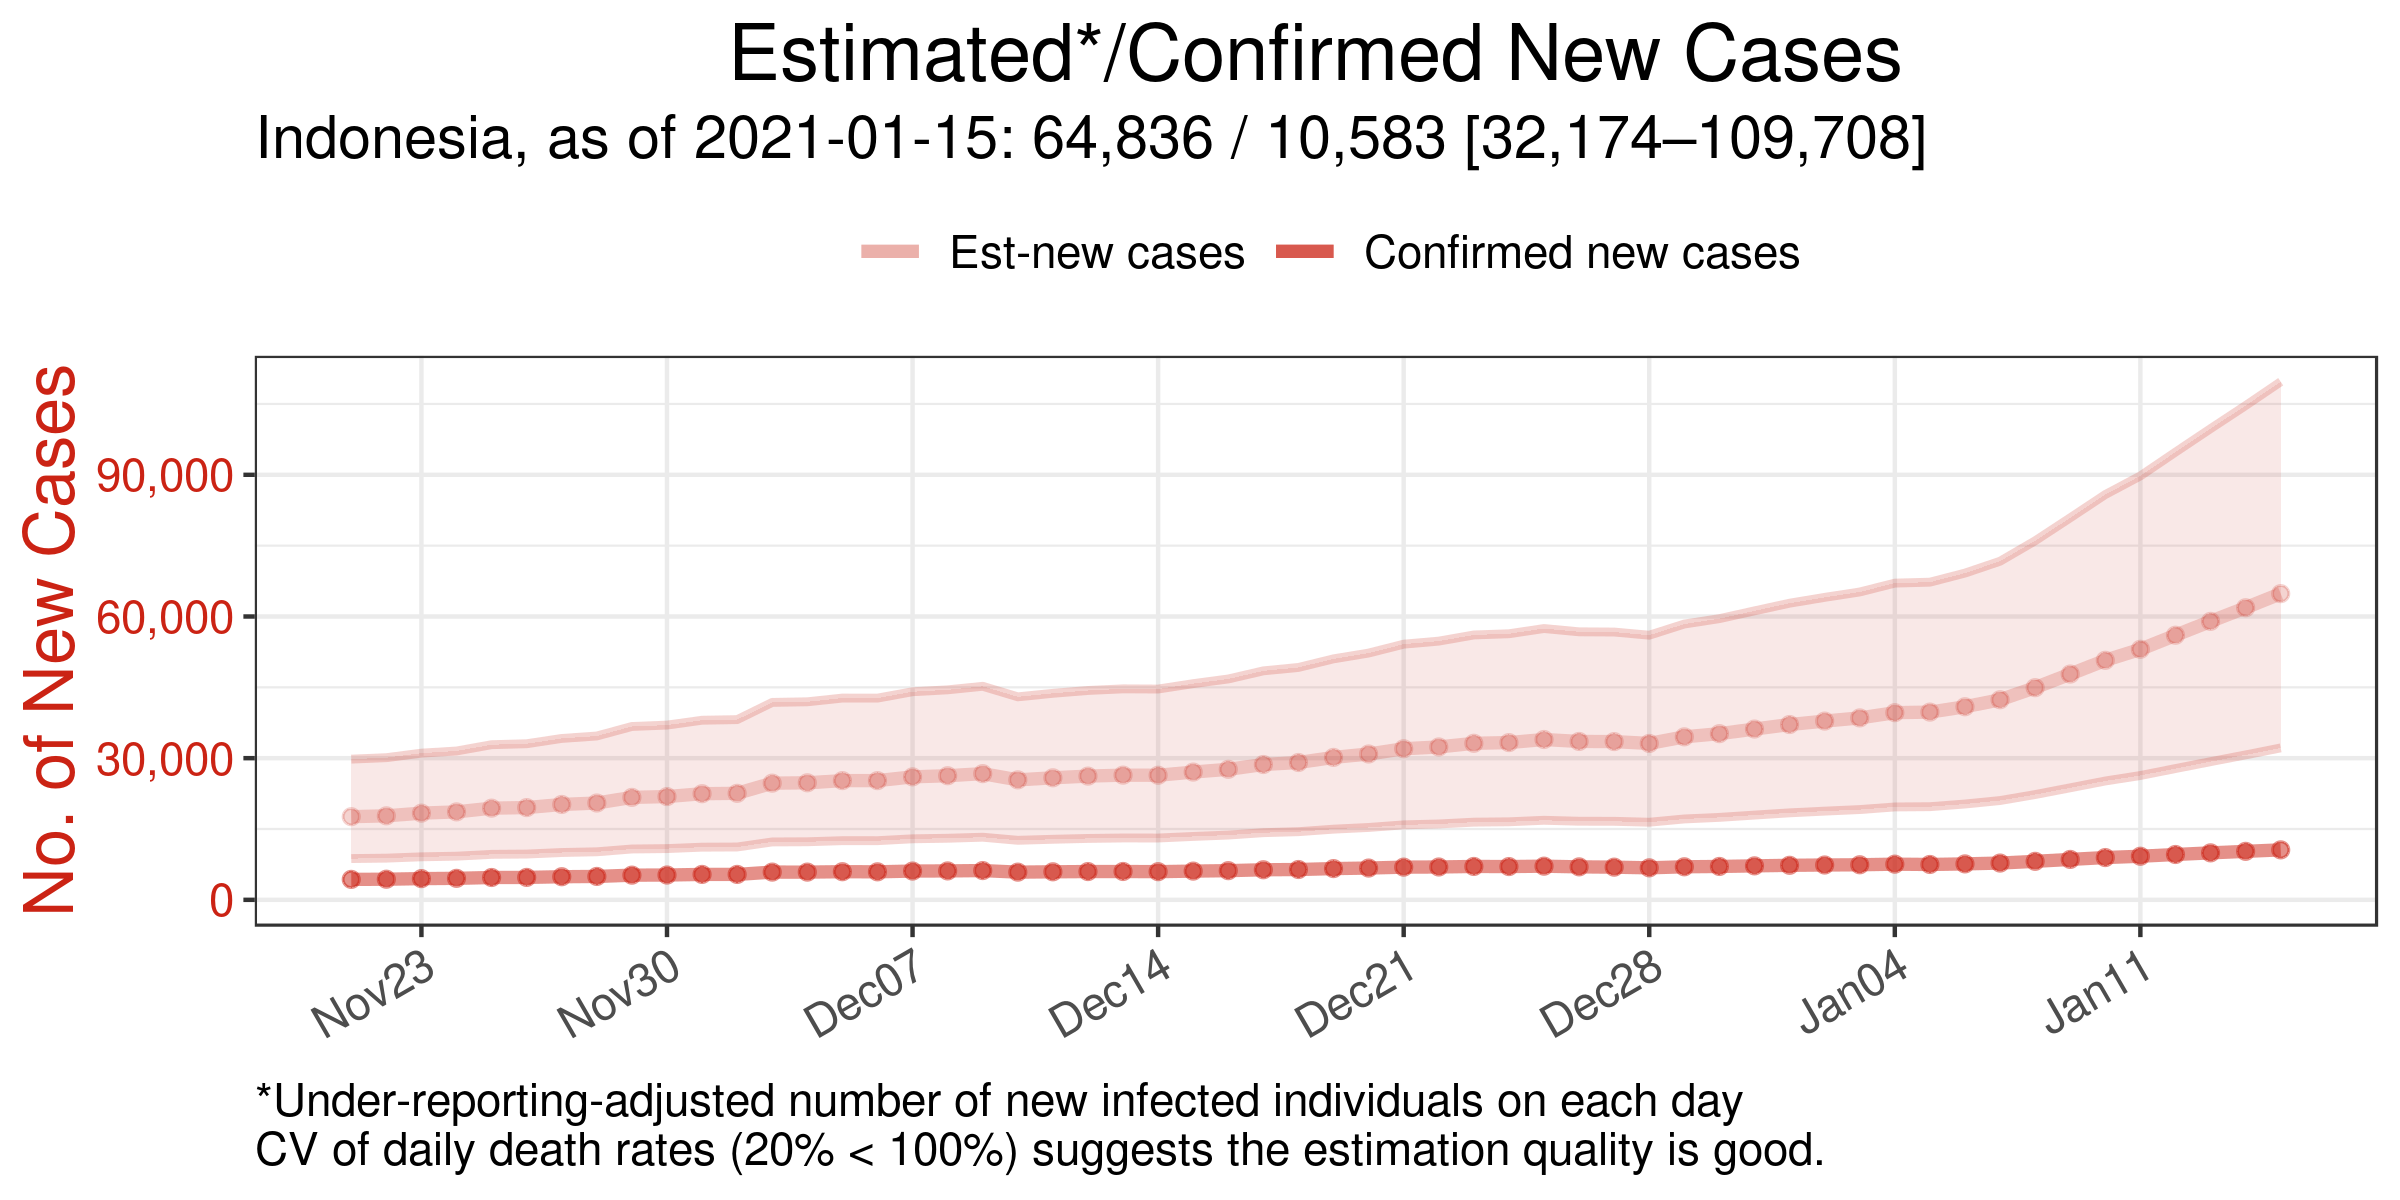 Estimated*/Confirmed New Cases
Indonesia, as of 2021-01-15: 64,836 / 10,583 [32,174–109,708]
Est-new cases
Confirmed new cases
No. of New Cases
90,000
60,000
30,000
0
Nov23
Nov30
Dec07
Dec14
Dec21
Dec28
Jan04
Jan11
*Under-reporting-adjusted number of new infected individuals on each day
CV of daily death rates (20% < 100%) suggests the estimation quality is good.